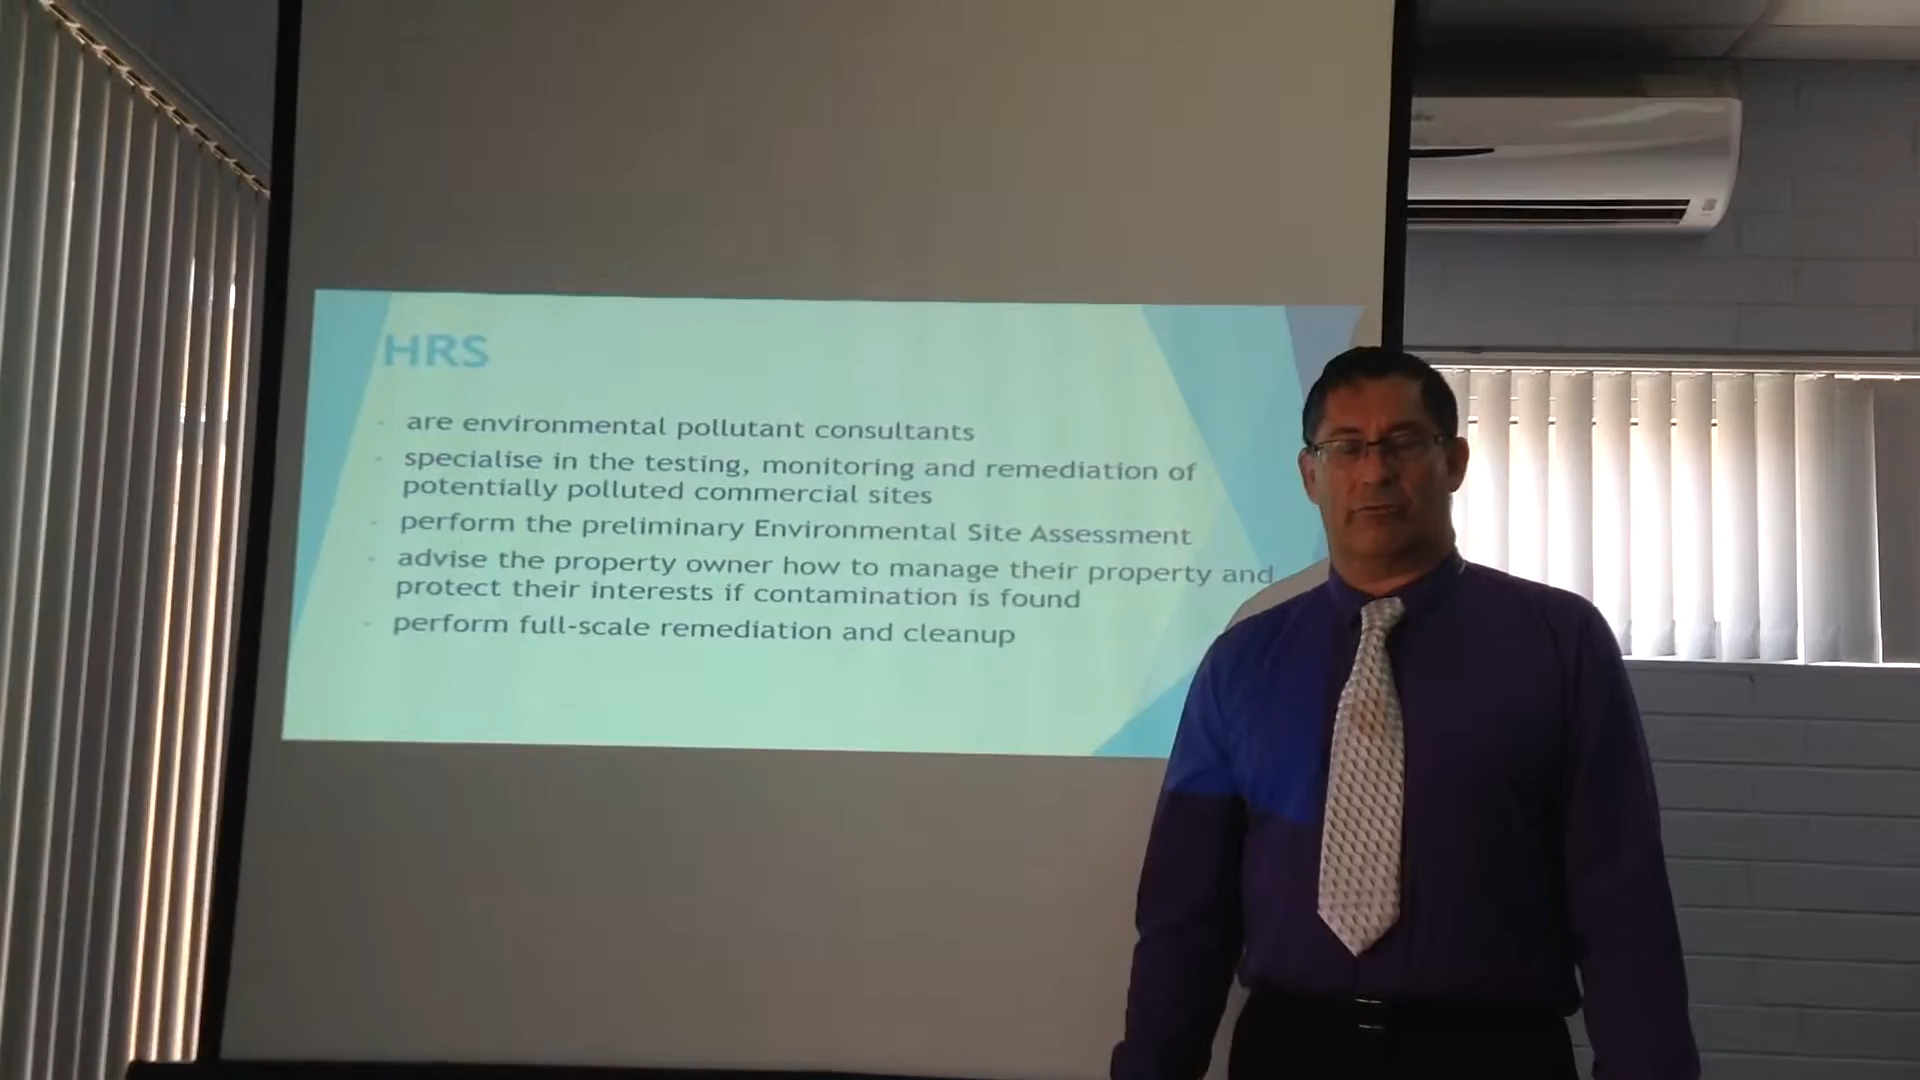 HRS
are environmental pollutant consultants
specialise in the testing, monitoring and remediation of
potentially polluted commercial sites
perform the preliminary Environmental Site Assessment
advise the property owner how to manage their property and
protect their interests if contamination is found
perform full-scale remediation and cleanup